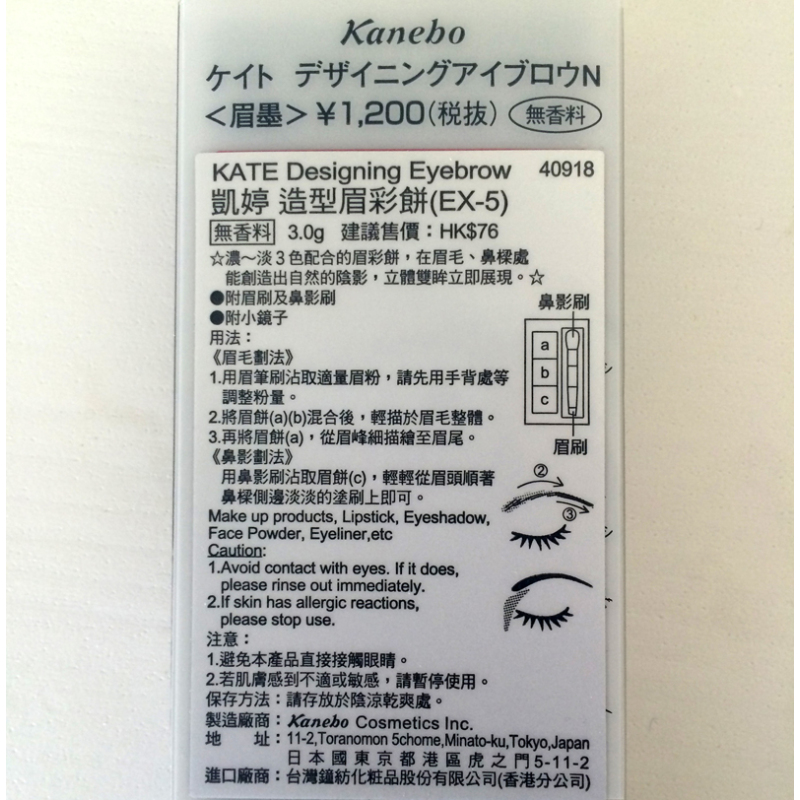 Kanebo
ケイト デザイニングアイブロウN
＜眉墨＞￥1,200(税抜) 無香料
KATE Designing Eyebrow 40918
凱婷 造型眉彩餅(EX-5)
無香料 3.0g 建議售價：HK$76
☆濃～淡3色配合的眉彩餅，在眉毛、鼻樑處
能創造出自然的陰影，立體雙眸立即展現。☆
●附眉刷及鼻影刷
●附小鏡子
鼻影刷
a
b
c
眉刷
用法：
《眉毛劃法》
1.用眉筆刷沾取適量眉粉，請先用手背處等
調整粉量。
2.將眉餅(a)(b)混合後，輕描於眉毛整體。
3.再將眉餅(a)，從眉峰細描繪至眉尾。
《鼻影劃法》
用鼻影刷沾取眉餅(c)，輕輕從眉頭順著
鼻樑側邊淡淡的塗刷上即可。
②
③
Make up products, Lipstick, Eyeshadow,
Face Powder, Eyeliner,etc
Caution:
1.Avoid contact with eyes. If it does,
please rinse out immediately.
2.If skin has allergic reactions,
please stop use.
注意：
1.避免本產品直接接觸眼睛。
2.若肌膚感到不適或敏感，請暫停使用。
保存方法：請存放於陰涼乾爽處。
製造廠商：Kanebo Cosmetics Inc.
地　址：11-2,Toranomon 5chome,Minato-ku,Tokyo,Japan
日本國東京都港區虎之門5-11-2
進口廠商：台灣鐘紡化粧品股份有限公司(香港分公司)